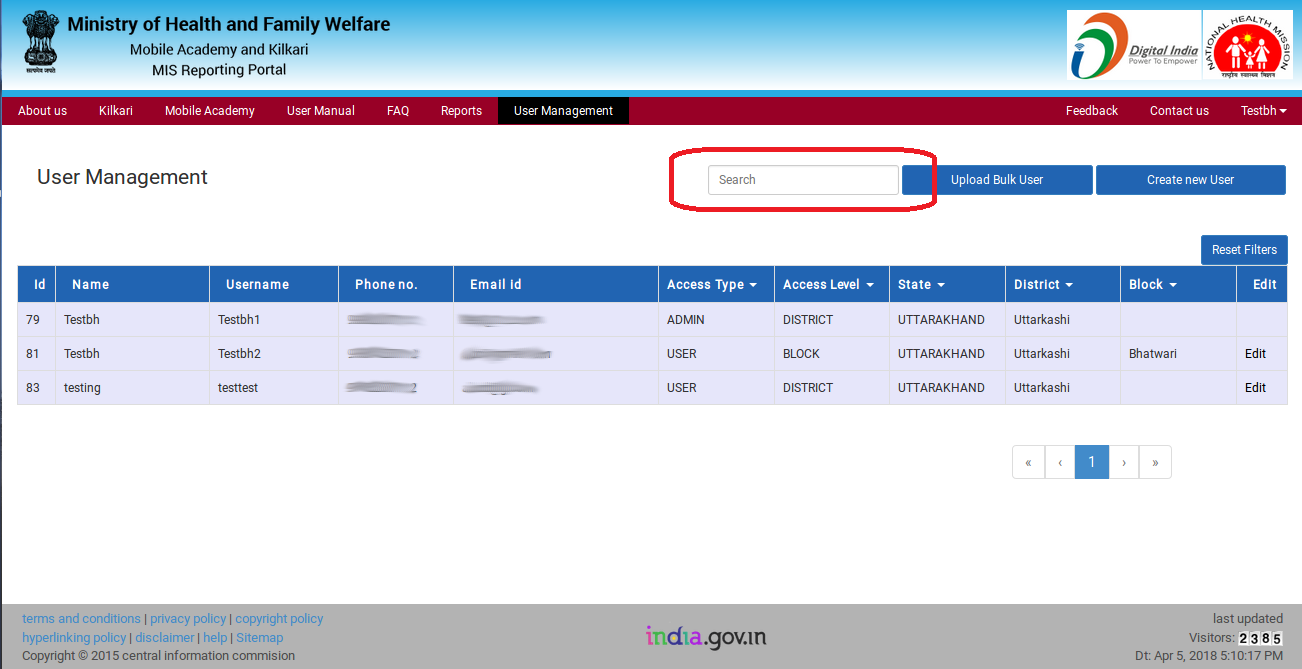 Ministry of Health and Family Welfare
Mobile Academy and Kilkari
MIS Reporting Portal
सत्यमेव जयते
Digital India
Power To Empower
NATIONAL HEALTH MISSION
राष्ट्रीय स्वास्थ्य मिशन
About us Kilkari Mobile Academy User Manual FAQ Reports User Management Feedback Contact us Testbh
User Management
Search
Upload Bulk User
Create new User
Reset Filters
Id Name Username Phone no. Email Id Access Type Access Level State District Block Edit
79 Testbh Testbh1 ADMIN DISTRICT UTTARAKHAND Uttarkashi
81 Testbh Testbh2 USER BLOCK UTTARAKHAND Uttarkashi Bhatwari Edit
83 testing testtest USER DISTRICT UTTARAKHAND Uttarkashi Edit
« ‹ 1 › »
terms and conditions | privacy policy | copyright policy
hyperlinking policy | disclaimer | help | Sitemap
Copyright © 2015 central information commision
india.gov.in
last updated
Visitors: 2385
Dt: Apr 5, 2018 5:10:17 PM